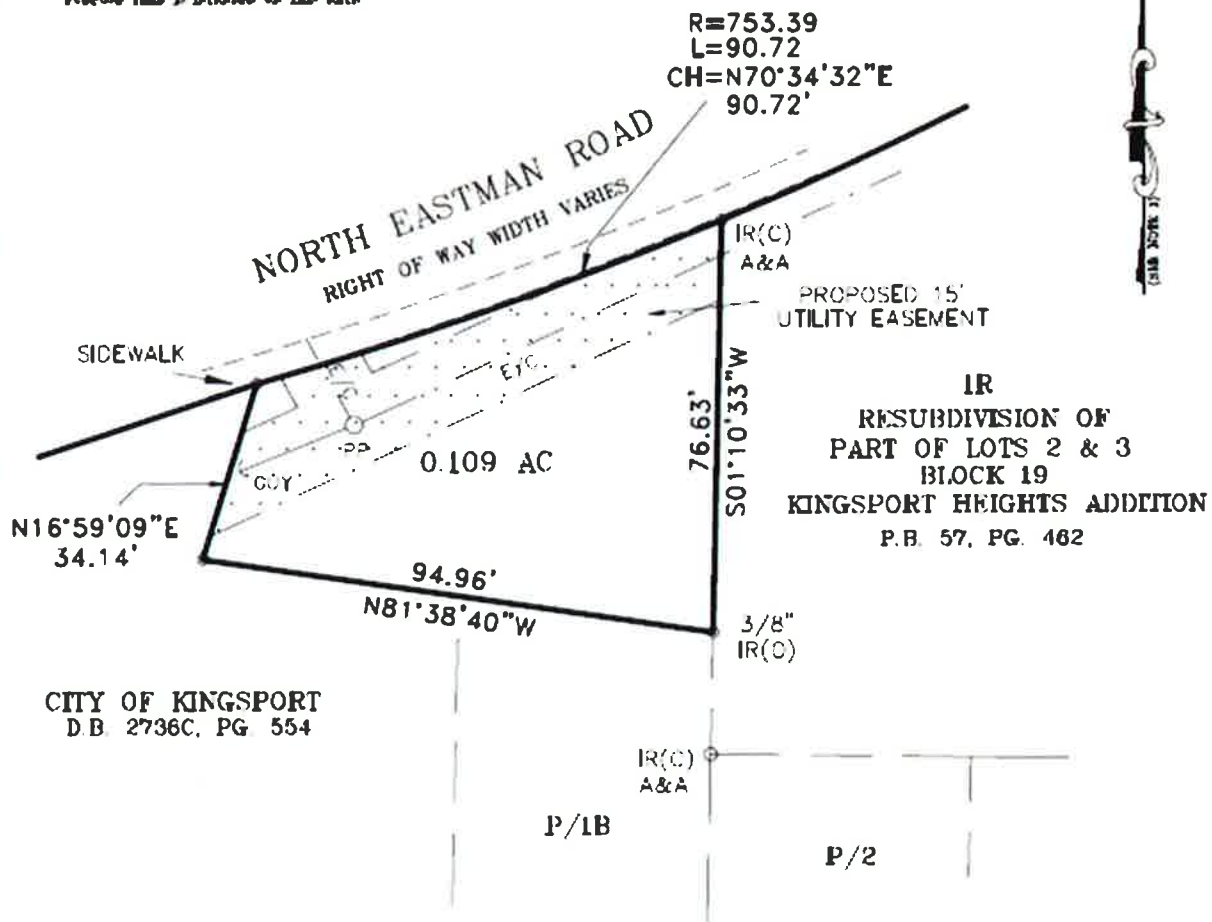 R=753.39
L=90.72
CH=N70°34'32"E
90.72'
NORTH EASTMAN ROAD
RIGHT OF WAY WIDTH VARIES
IR(C)
A&A
PROPOSED 15'
UTILITY EASEMENT
SIDEWALK
PP
GUY
0.109 AC
76.63'
S01°10'33"W
1R
RESUBDIVISION OF
PART OF LOTS 2 & 3
BLOCK 19
KINGSPORT HEIGHTS ADDITION
P.B. 57, PG. 462
N16°59'09"E
34.14'
94.96'
N81°38'40"W
3/8"
IR(O)
CITY OF KINGSPORT
D.B. 2736C, PG. 554
IR(O)
A&A
P/1B
P/2